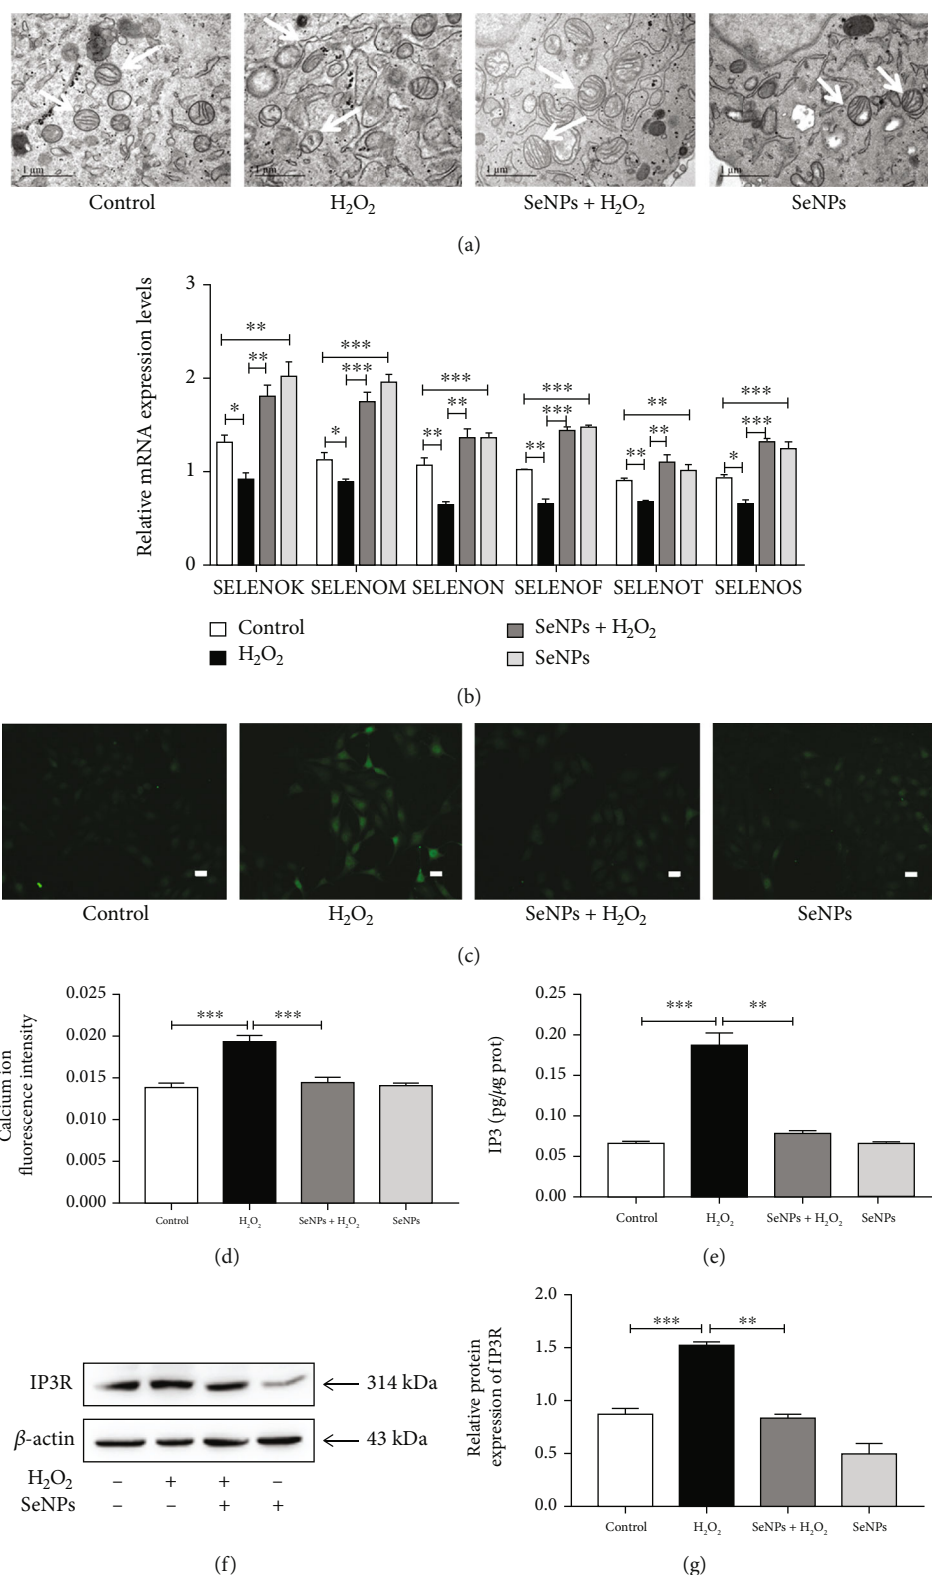 1 μm
1 μm
1 μm
1 μm
Control
H₂O₂
SeNPs + H₂O₂
SeNPs
(a)
Relative mRNA expression levels
3
2
1
0
** ** *
*** *** *
*** ** **
*** *** **
** ** **
*** *** *
SELENOK SELENOM SELENON SELENOF SELENOT SELENOS
Control
H₂O₂
SeNPs + H₂O₂
SeNPs
(b)
Control
H₂O₂
SeNPs + H₂O₂
SeNPs
(c)
Calcium ion
fluorescence intensity
0.025
0.020
0.015
0.010
0.005
0.000
*** ***
Control H₂O₂ SeNPs + H₂O₂ SeNPs
(d)
IP3 (pg/μg prot)
0.25
0.20
0.15
0.10
0.05
0.00
*** **
Control H₂O₂ SeNPs + H₂O₂ SeNPs
(e)
IP3R 314 kDa
β-actin 43 kDa
H₂O₂ – + + –
SeNPs – – + +
(f)
Relative protein
expression of IP3R
2.0
1.5
1.0
0.5
0.0
*** **
Control H₂O₂ SeNPs + H₂O₂ SeNPs
(g)